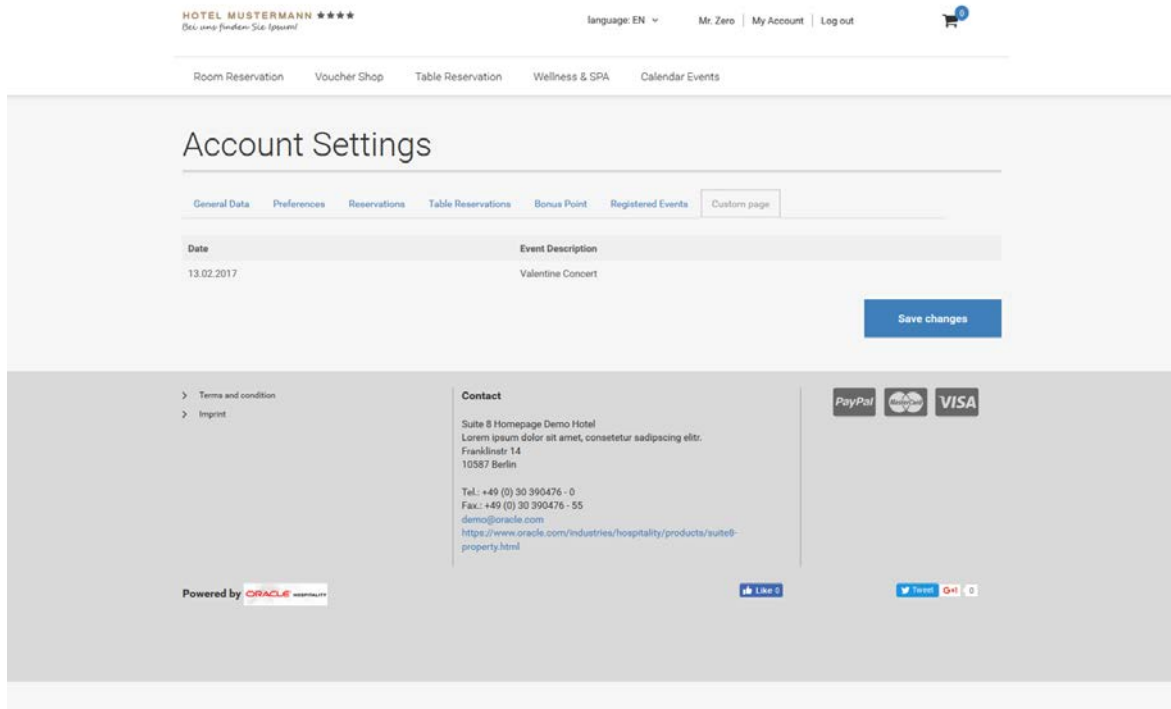 HOTEL MUSTERMANN ★★★★
Bei uns finden Sie Ipsum!
language: EN
Mr. Zero | My Account | Log out
0
Room Reservation Voucher Shop Table Reservation Wellness & SPA Calendar Events
Account Settings
General Data Preferences Reservations Table Reservations Bonus Point Registered Events Custom page
Date Event Description
13.02.2017 Valentine Concert
Save changes
Terms and condition
Imprint
Contact
Suite 8 Homepage Demo Hotel
Lorem ipsum dolor sit amet, consetetur sadipscing elitr.
Franklinstr 14
10587 Berlin
Tel.: +49 (0) 30 390476 - 0
Fax.: +49 (0) 30 390476 - 55
demo@oracle.com
https://www.oracle.com/industries/hospitality/products/suite8-
property.html
PayPal MasterCard VISA
Powered by ORACLE HOSPITALITY
Like 0
Tweet G+1 0